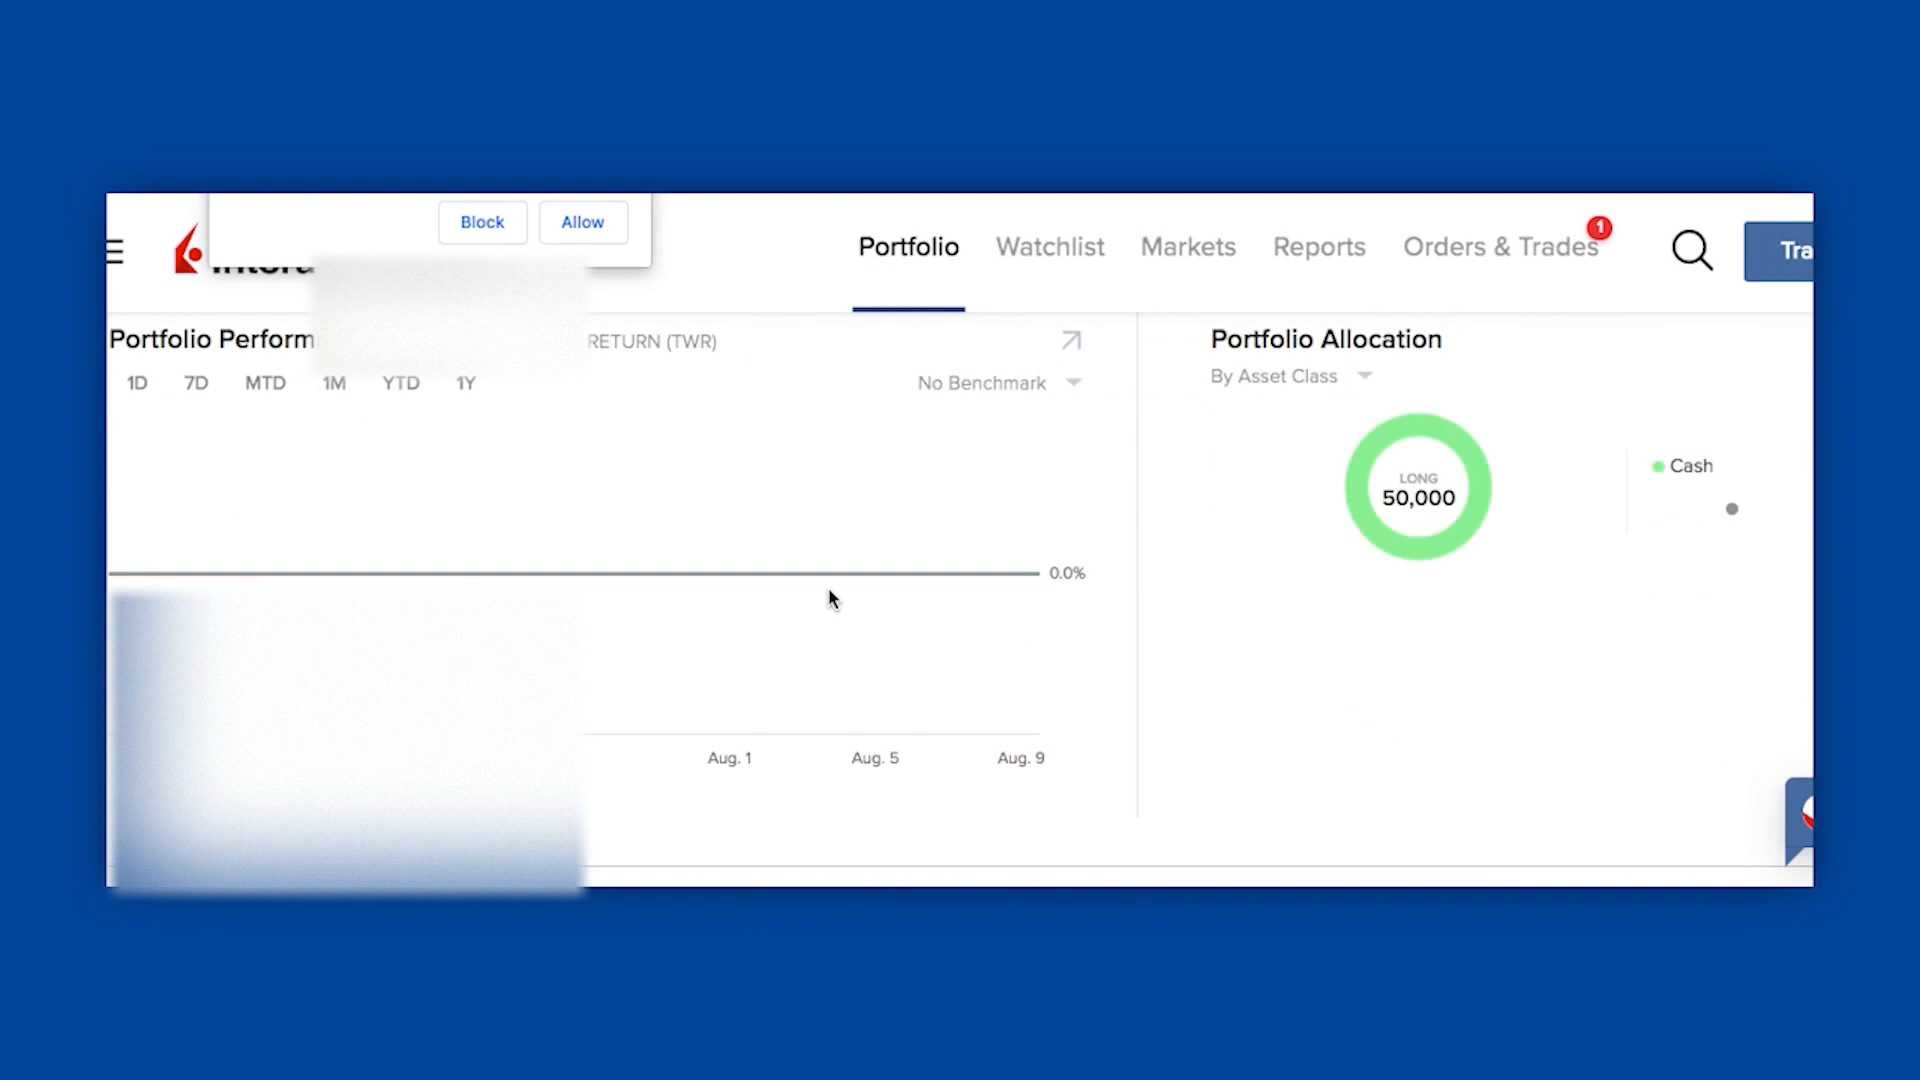 Block Allow
Portfolio Watchlist Markets Reports Orders & Trades 1
Portfolio Perform RETURN (TWR)
1D 7D MTD 1M YTD 1Y No Benchmark
0.0%
Aug. 1 Aug. 5 Aug. 9
Portfolio Allocation
By Asset Class
LONG
50,000
Cash
Tra